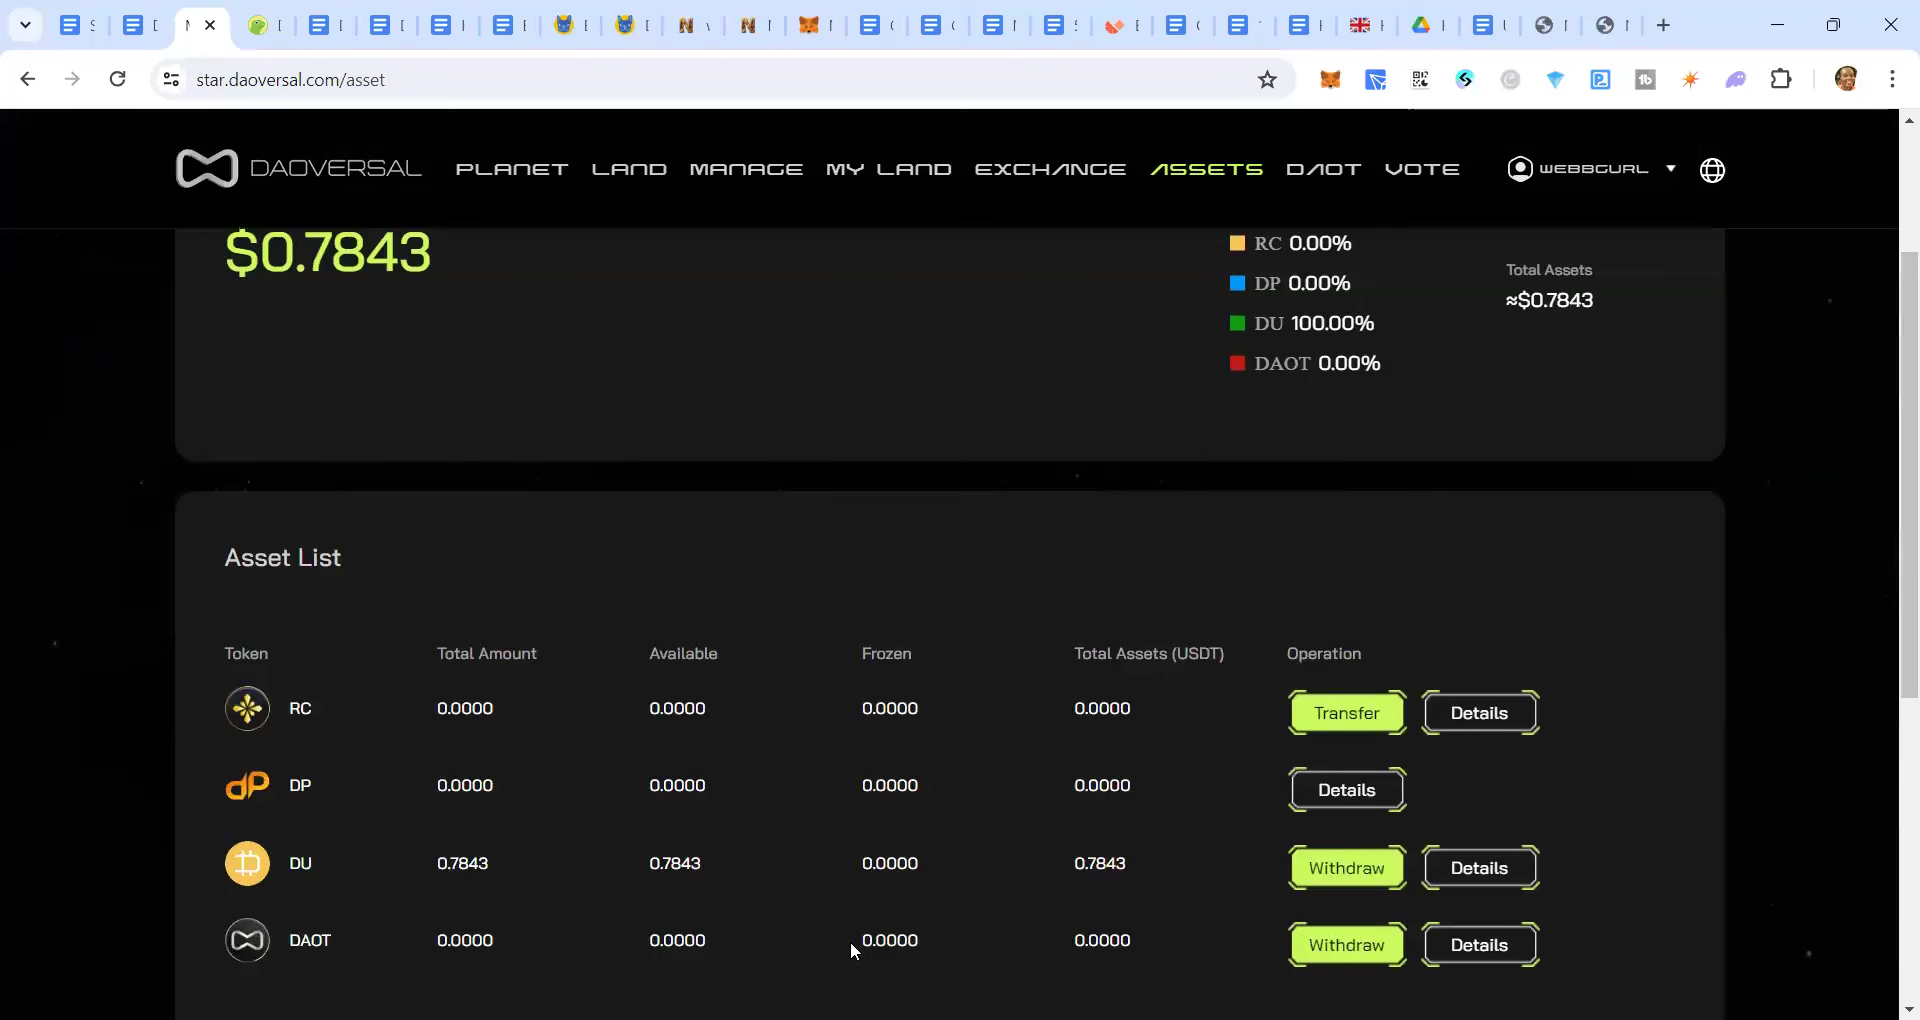 star.daoversal.com/asset
DAOVERSAL PLANET LAND MANAGE MY LAND EXCHANGE ASSETS DAOT VOTE WEBBGURL
$0.7843
RC 0.00%
DP 0.00%
DU 100.00%
DAOT 0.00%
Total Assets
≈$0.7843
Asset List
Token Total Amount Available Frozen Total Assets (USDT) Operation
RC 0.0000 0.0000 0.0000 0.0000 Transfer Details
DP 0.0000 0.0000 0.0000 0.0000 Details
DU 0.7843 0.7843 0.0000 0.7843 Withdraw Details
DAOT 0.0000 0.0000 0.0000 0.0000 Withdraw Details